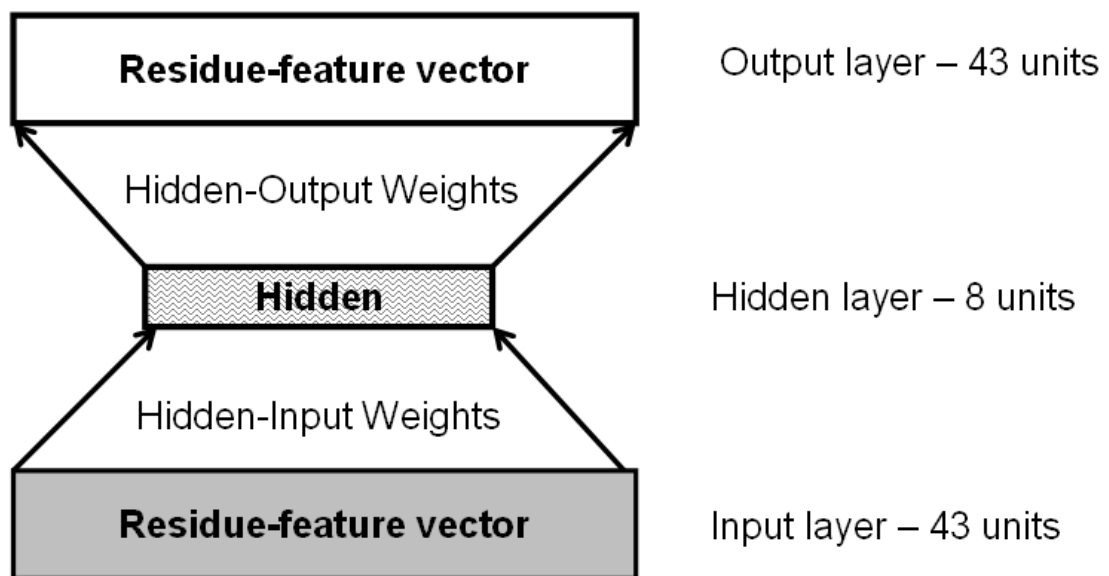 Residue-feature vector
Output layer – 43 units
Hidden-Output Weights
Hidden
Hidden layer – 8 units
Hidden-Input Weights
Residue-feature vector
Input layer – 43 units